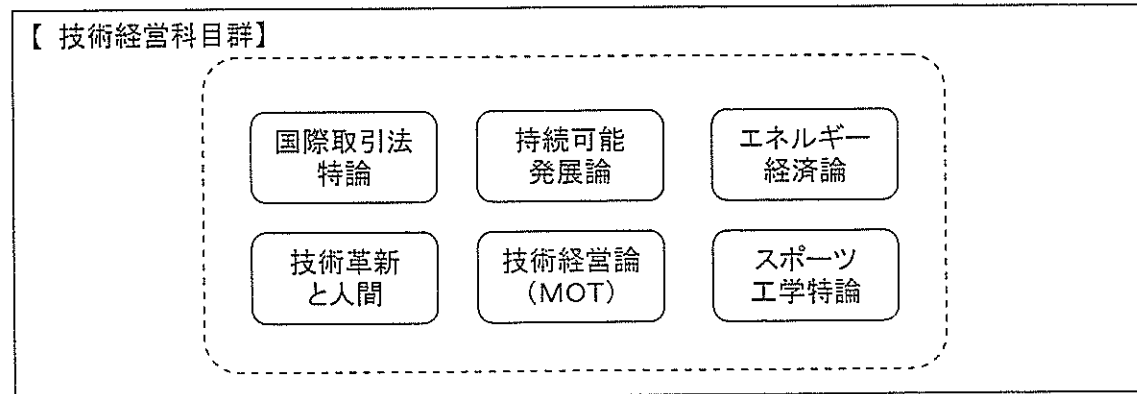 【 技術経営科目群】
国際取引法
特論
持続可能
発展論
エネルギー
経済論
技術革新
と人間
技術経営論
(MOT)
スポーツ
工学特論